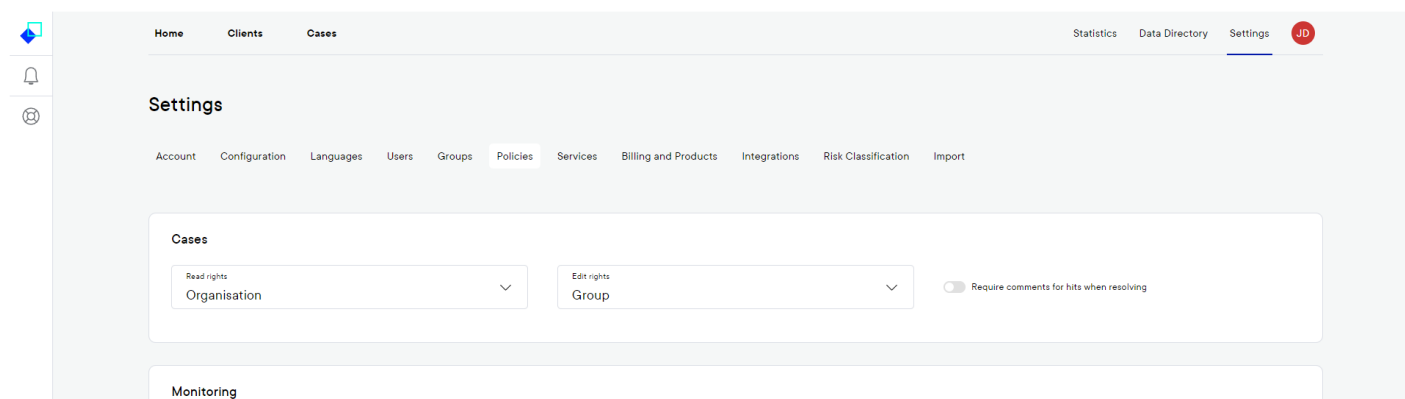 Home Clients Cases Statistics Data Directory Settings JD
Settings
Account Configuration Languages Users Groups Policies Services Billing and Products Integrations Risk Classification Import
Cases
Read rights Edit rights
Organisation Group Require comments for hits when resolving
Monitoring